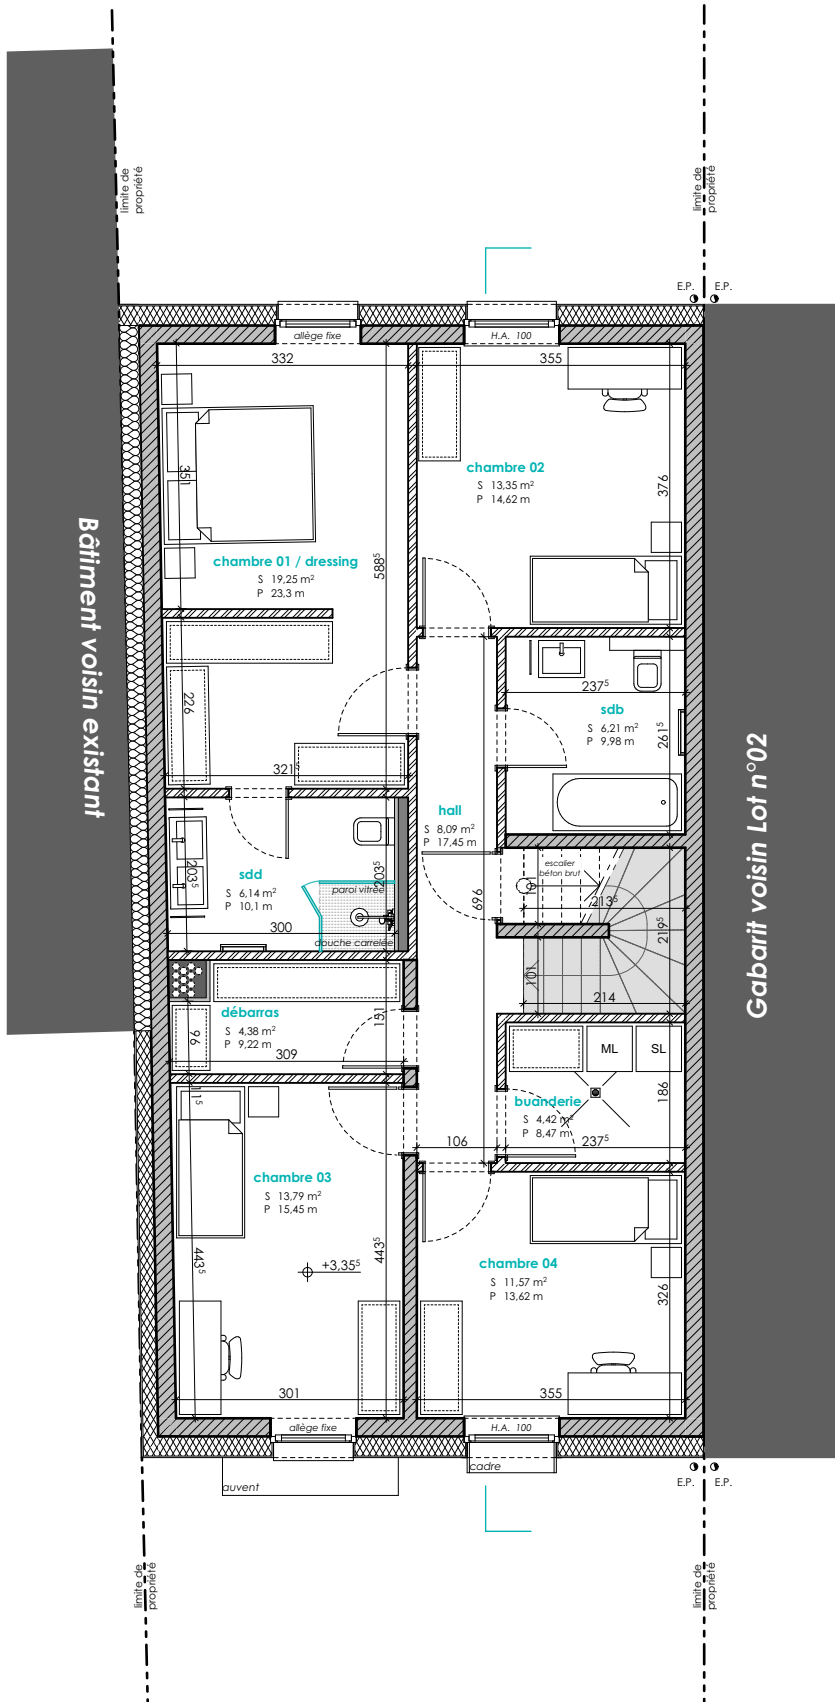 limite de
propriété
limite de
propriété
E.P.
E.P.
allège fixe
H.A. 100
332
355
chambre 02
S 13,35 m²
P 14,62 m
376
351
chambre 01 / dressing
S 19,25 m²
P 23,3 m
588⁵
Bâtiment voisin existant
226
237⁵
sdb
S 6,21 m²
P 9,98 m
261⁵
321⁵
hall
S 8,09 m²
P 17,45 m
Gabarit voisin Lot n°02
203⁵
sdd
S 6,14 m²
P 10,1 m
203⁵
paroi vitrée
300
douche carrelée
escalier
béton brut
696
213⁵
219⁵
101
214
débarras
S 4,38 m²
P 9,22 m
151
96
309
ML
SL
buanderie
S 4,42 m²
P 8,47 m
186
106
237⁵
11⁵
chambre 03
S 13,79 m²
P 15,45 m
443⁵
443⁵
+3,35⁵
chambre 04
S 11,57 m²
P 13,62 m
326
301
355
allège fixe
H.A. 100
auvent
cadre
E.P.
E.P.
limite de
propriété
limite de
propriété